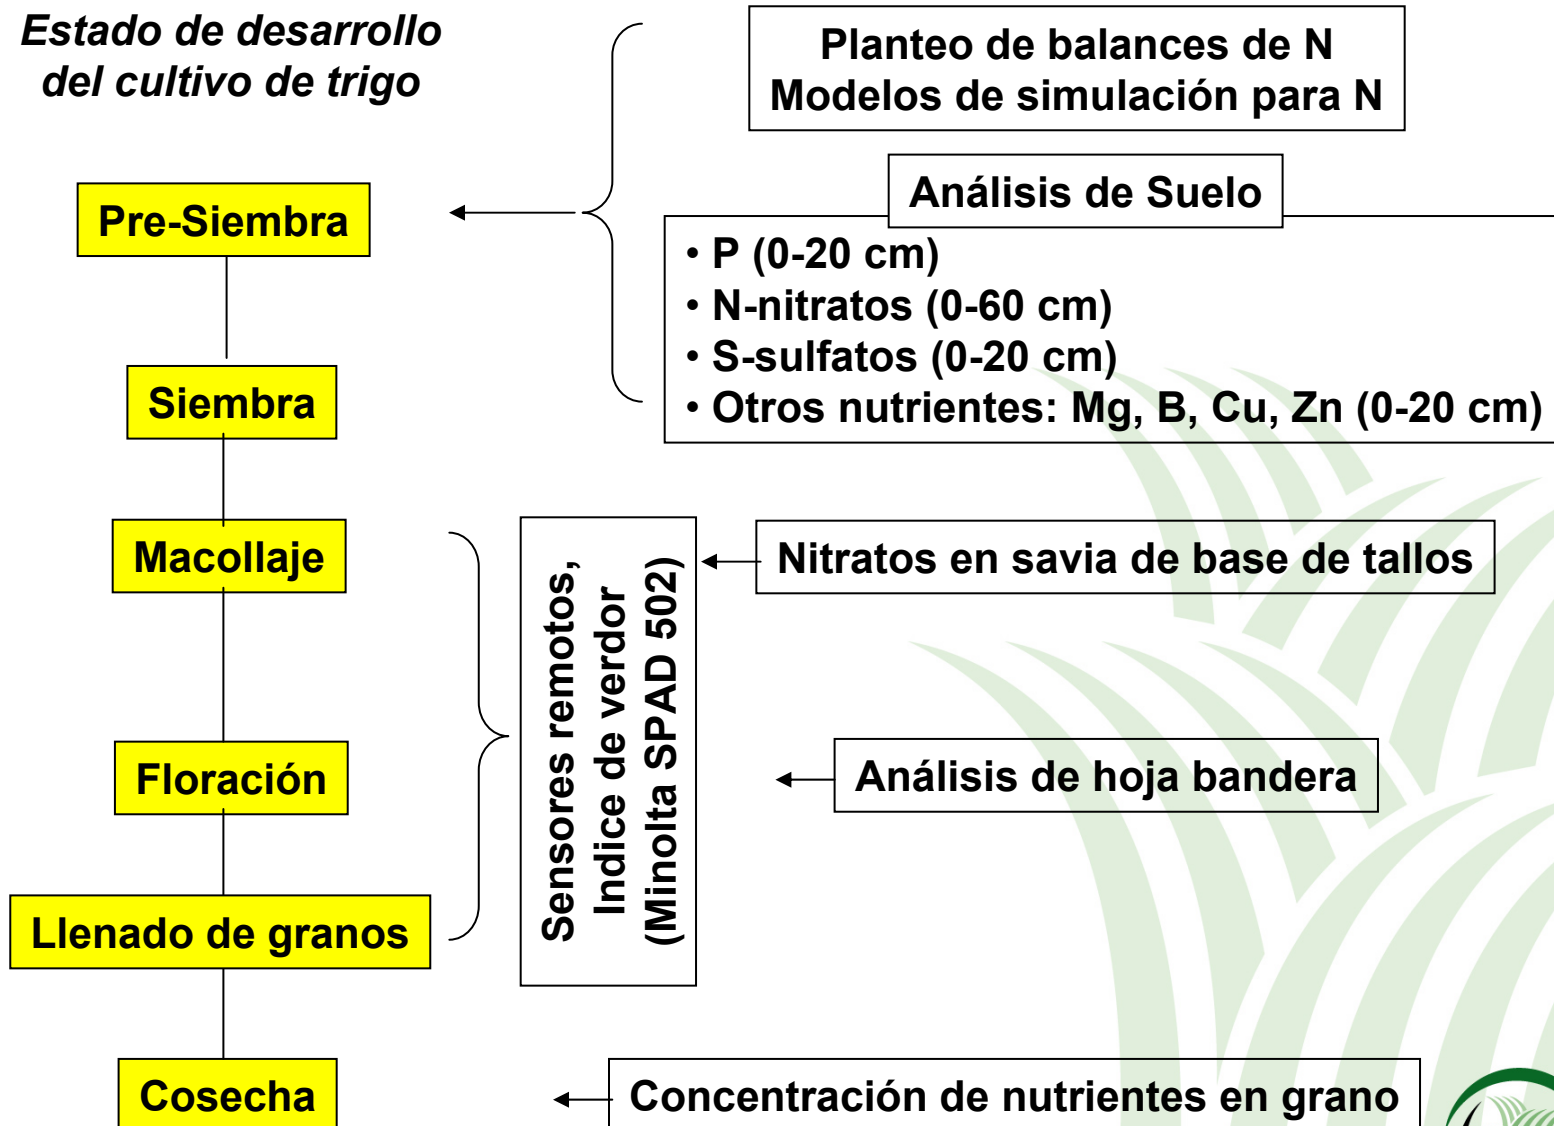 Estado de desarrollo
del cultivo de trigo
Planteo de balances de N
Modelos de simulación para N
Análisis de Suelo
Pre-Siembra
• P (0-20 cm)
• N-nitratos (0-60 cm)
• S-sulfatos (0-20 cm)
• Otros nutrientes: Mg, B, Cu, Zn (0-20 cm)
Siembra
Macollaje
Sensores remotos,
Indice de verdor
(Minolta SPAD 502)
Nitratos en savia de base de tallos
Floración
Análisis de hoja bandera
Llenado de granos
Cosecha
Concentración de nutrientes en grano